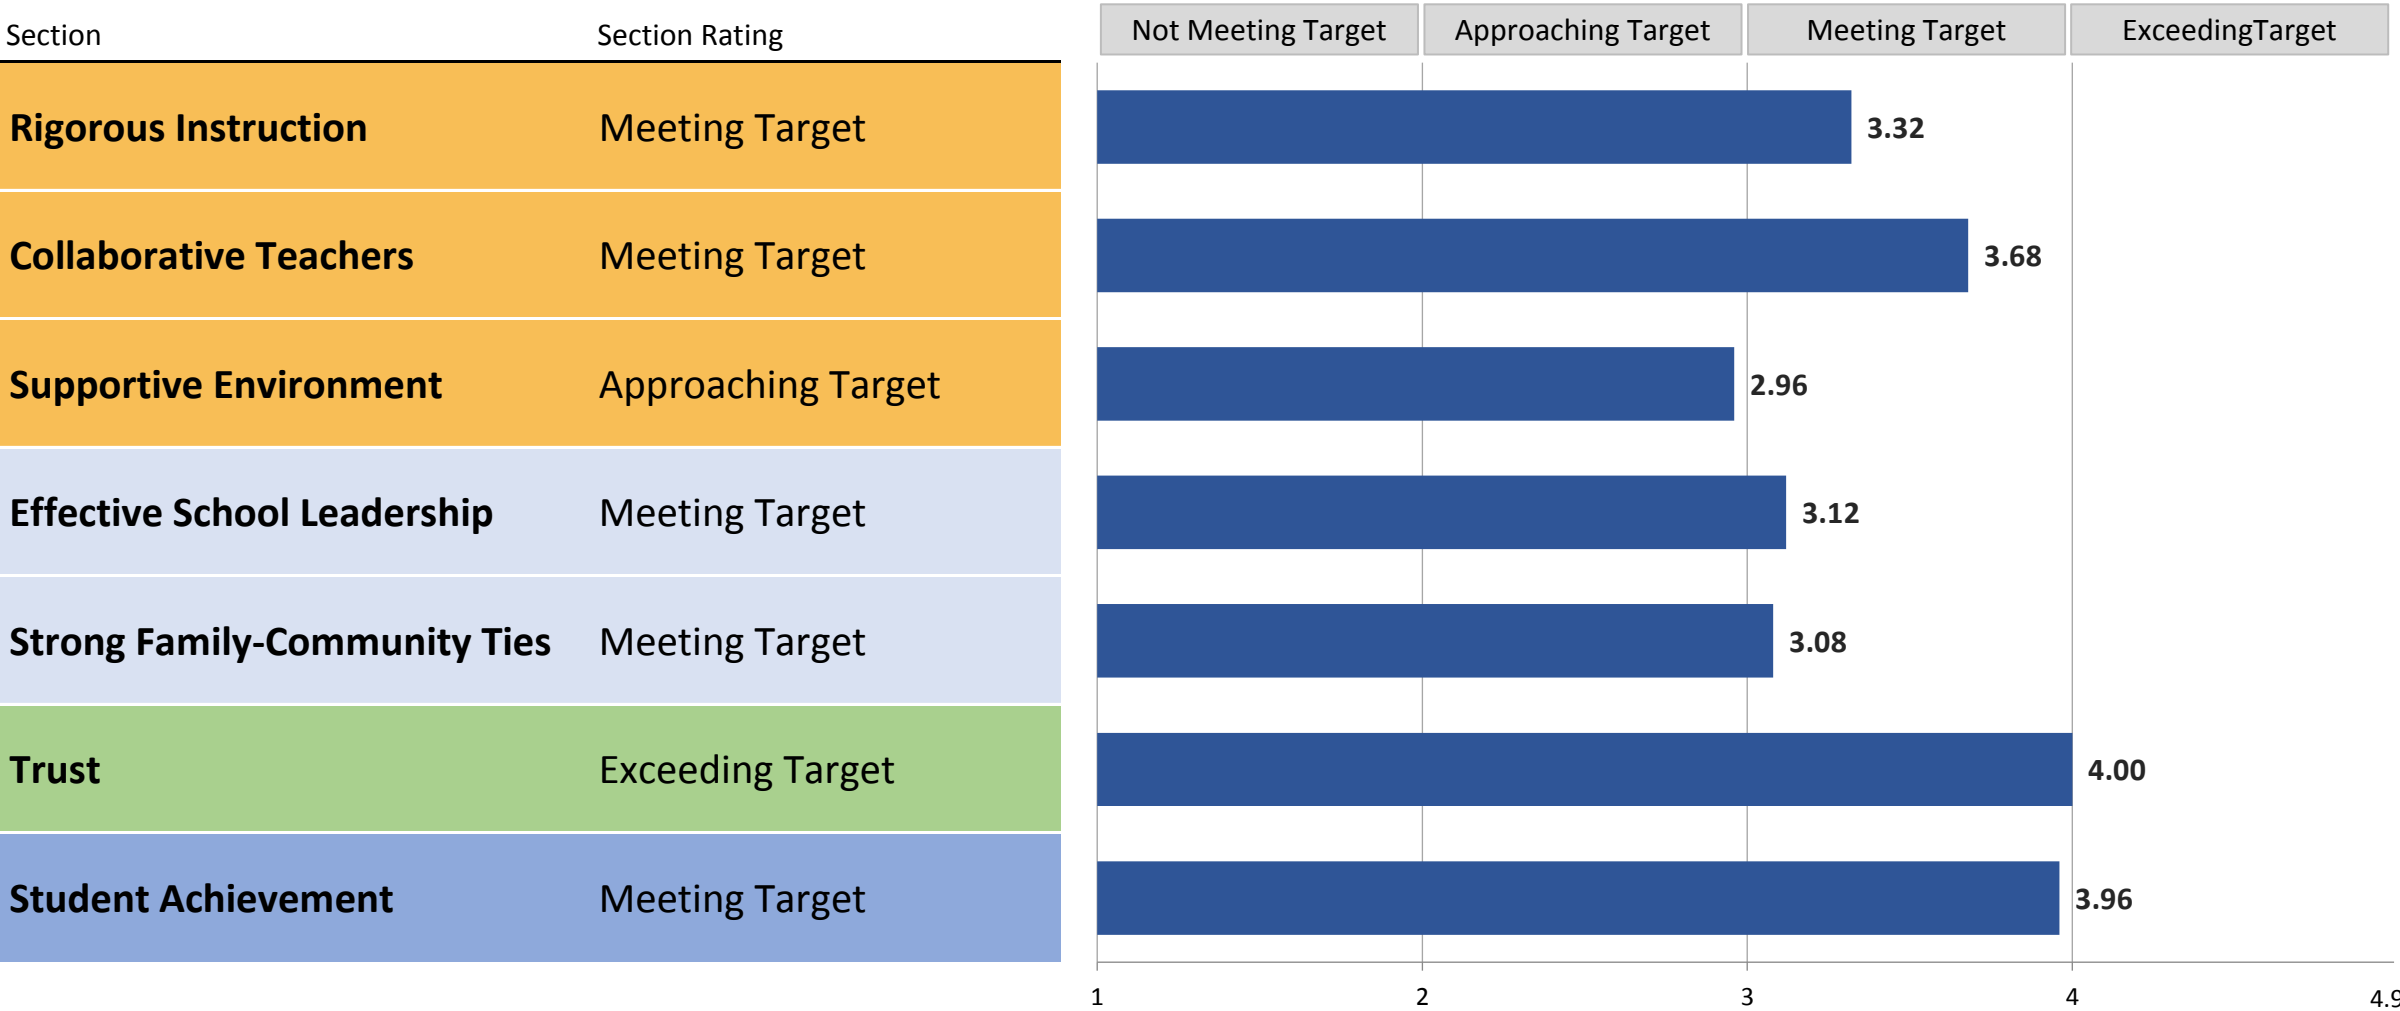 Section Section Rating Not Meeting Target Approaching Target Meeting Target ExceedingTarget
Rigorous Instruction Meeting Target 3.32
Collaborative Teachers Meeting Target 3.68
Supportive Environment Approaching Target 2.96
Effective School Leadership Meeting Target 3.12
Strong Family-Community Ties Meeting Target 3.08
Trust Exceeding Target 4.00
Student Achievement Meeting Target 3.96
1 2 3 4 4.9